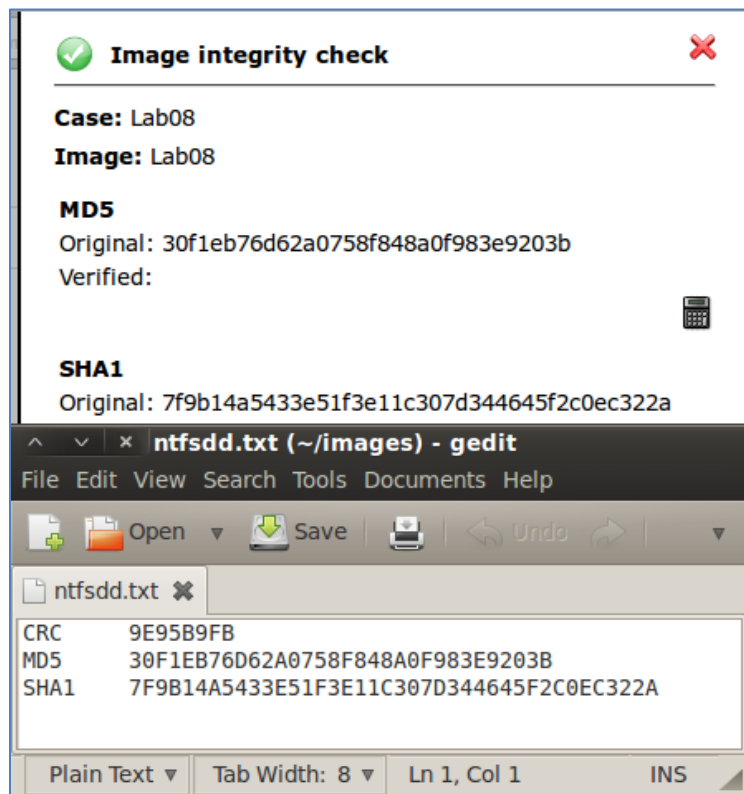 Image integrity check
Case: Lab08
Image: Lab08
MD5
Original: 30f1eb76d62a0758f848a0f983e9203b
Verified:
SHA1
Original: 7f9b14a5433e51f3e11c307d344645f2c0ec322a
ntfsdd.txt (~/images) - gedit
File Edit View Search Tools Documents Help
Open Save Undo
ntfsdd.txt
CRC 9E95B9FB
MD5 30F1EB76D62A0758F848A0F983E9203B
SHA1 7F9B14A5433E51F3E11C307D344645F2C0EC322A
Plain Text Tab Width: 8 Ln 1, Col 1 INS